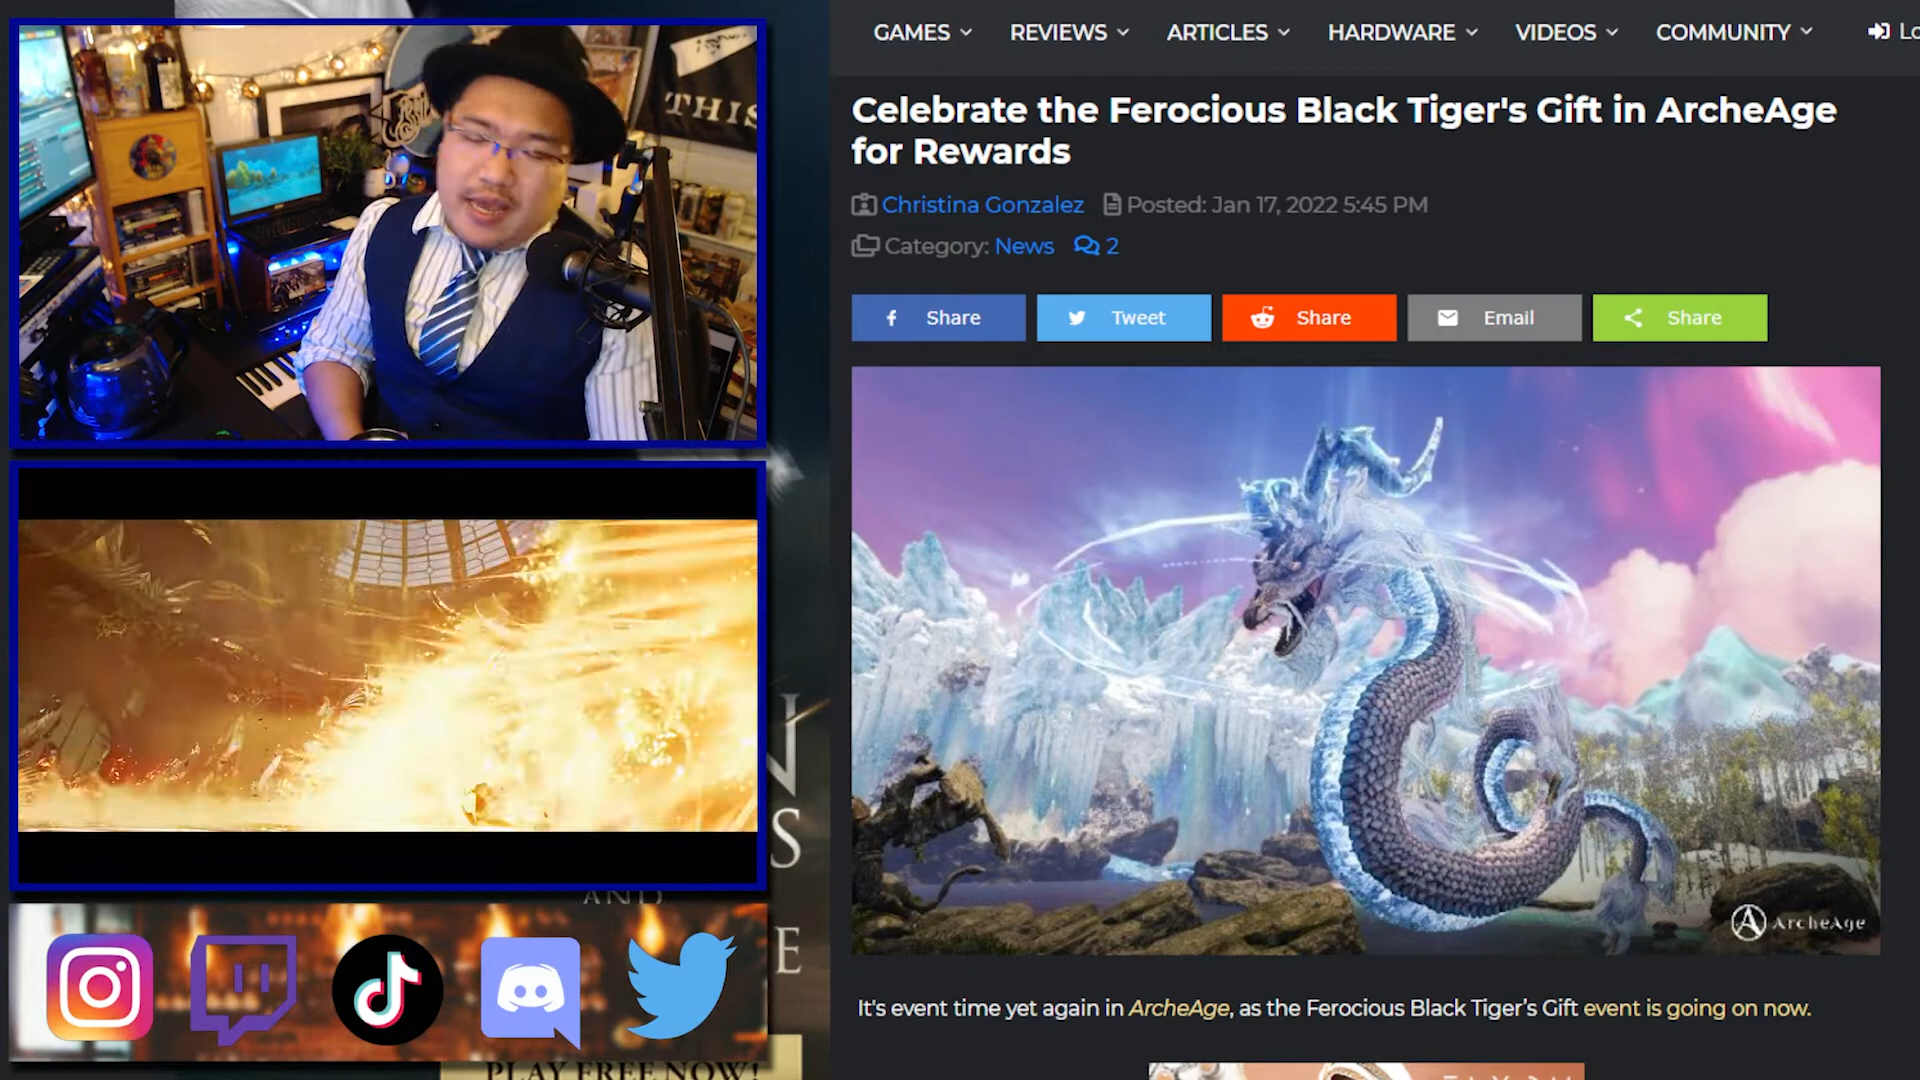 THIS
GAMES
REVIEWS
ARTICLES
HARDWARE
VIDEOS
COMMUNITY
Lo
Celebrate the Ferocious Black Tiger's Gift in ArcheAge
for Rewards
Christina Gonzalez Posted: Jan 17, 2022 5:45 PM
Category: News 2
Share
Tweet
Share
Email
Share
ArcheAge
It's event time yet again in ArcheAge, as the Ferocious Black Tiger's Gift event is going on now.
N
S
AND
E
PLAY FREE NOW!